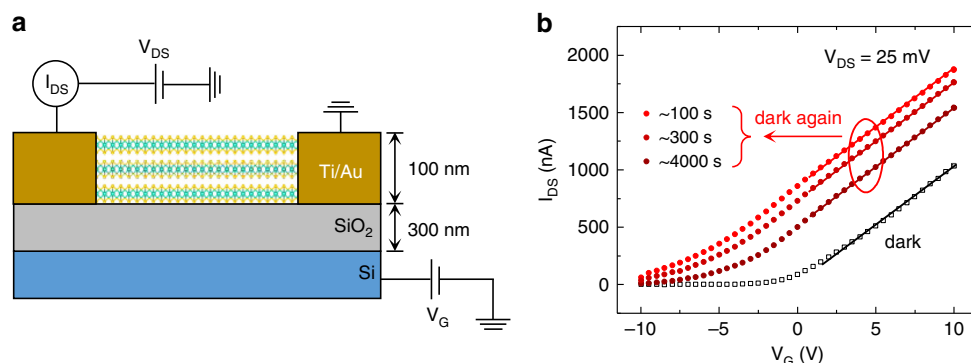 a
V_DS
I_DS
Ti/Au
100 nm
SiO₂
300 nm
Si
V_G
b
V_DS = 25 mV
~100 s
~300 s
~4000 s
dark again
dark
I_DS (nA)
2000
1500
1000
500
0
−10
−5
0
5
10
V_G (V)